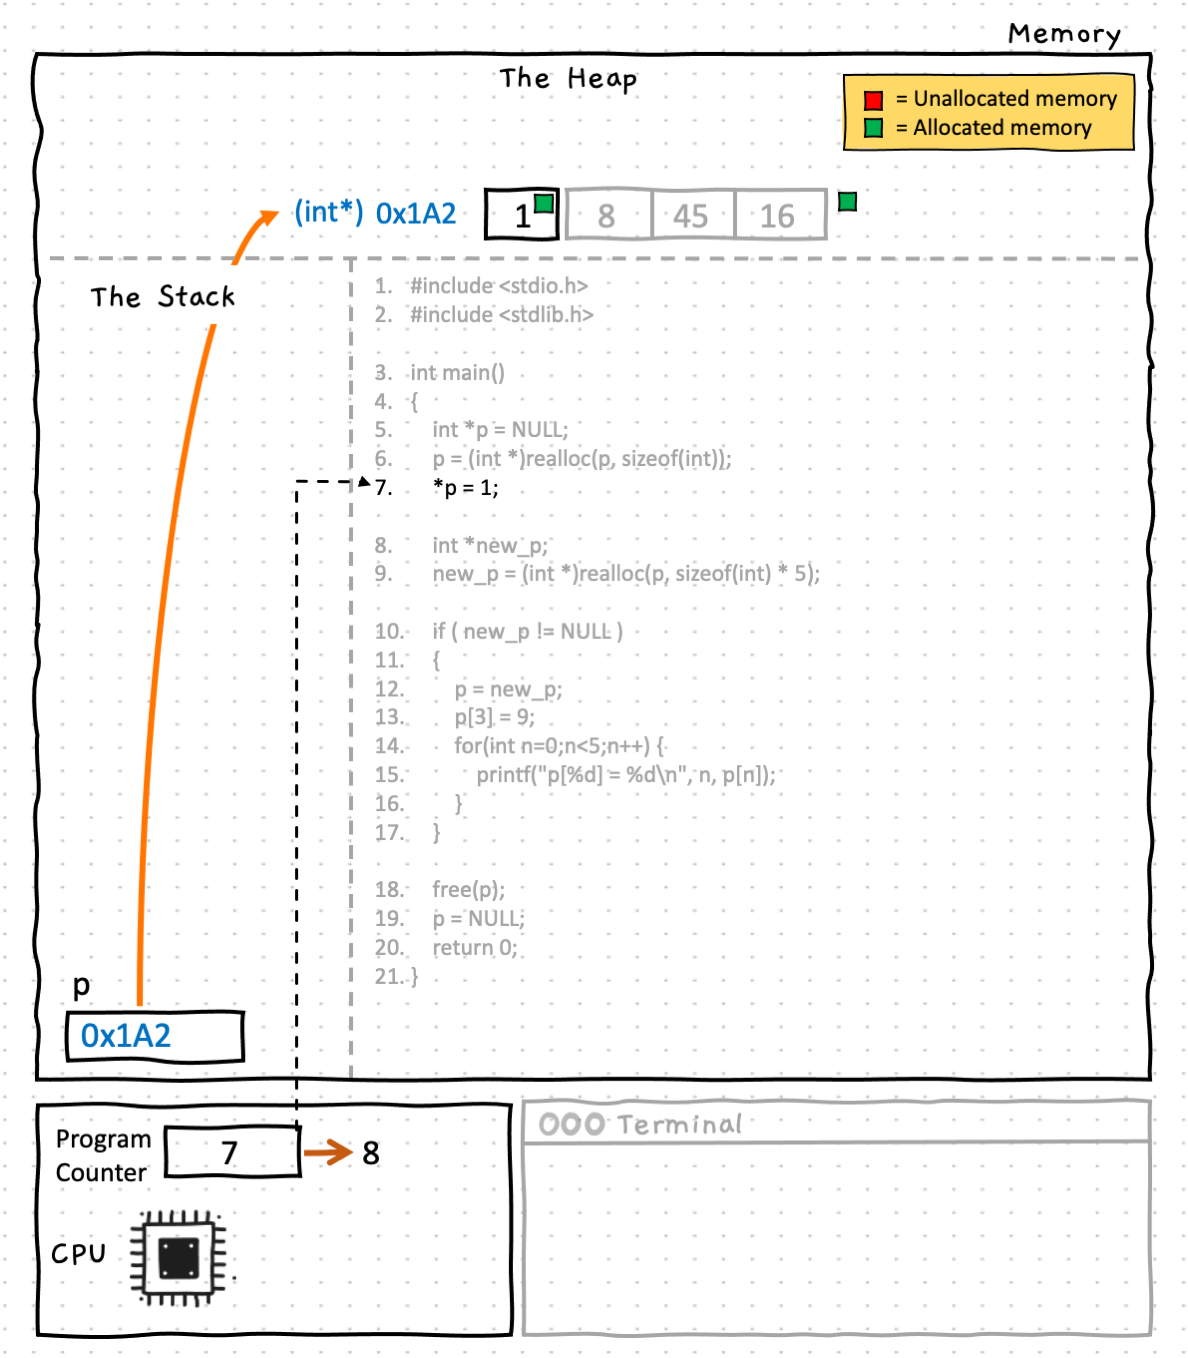 Memory
The Heap
= Unallocated memory
= Allocated memory
(int*) 0x1A2 1 8 45 16
The Stack
1. #include <stdio.h>
2. #include <stdlib.h>
3. int main()
4. {
5. int *p = NULL;
6. p = (int *)realloc(p, sizeof(int));
7. *p = 1;
8. int *new_p;
9. new_p = (int *)realloc(p, sizeof(int) * 5);
10. if ( new_p != NULL )
11. {
12. p = new_p;
13. p[3] = 9;
14. for(int n=0;n<5;n++) {
15. printf("p[%d] = %d\n", n, p[n]);
16. }
17. }
18. free(p);
19. p = NULL;
20. return 0;
21. }
p
0x1A2
Program
Counter
7 8
CPU
Terminal